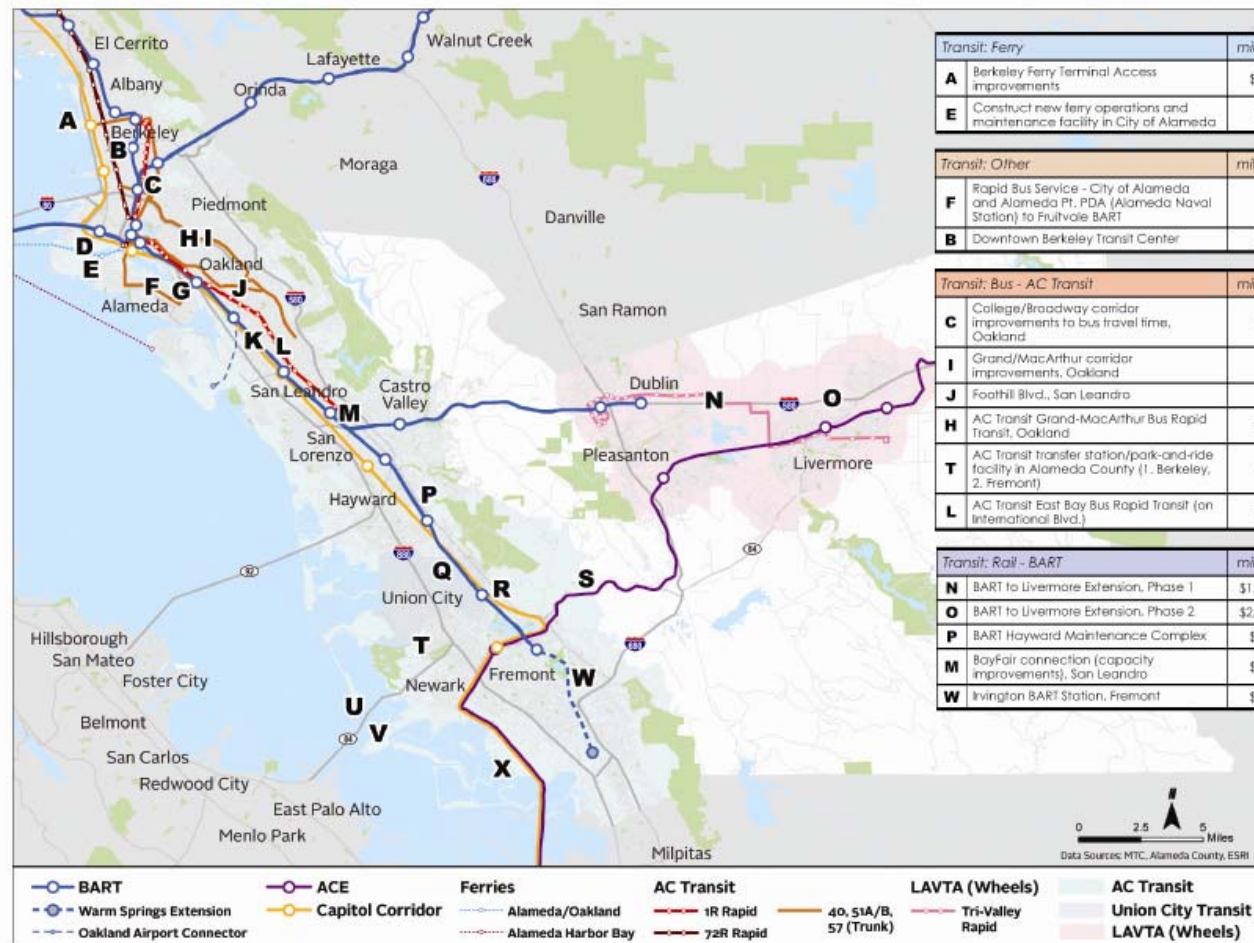 El Cerrito
Walnut Creek
Lafayette
Albany
Orinda
A
Berkeley
B
Moraga
C
680
80
Piedmont
Danville
H I
D
E
Oakland
F
G
J
580
Alameda
San Ramon
K
L
San Leandro
Castro
Valley
Dublin
N
O
M
San
Lorenzo
Pleasanton
Livermore
Hayward
P
84
880
92
Q
R
S
Union City
Hillsborough
San Mateo
Foster City
T
680
Fremont
W
Newark
U
V
84
Belmont
San Carlos
X
Redwood City
East Palo Alto
Menlo Park
Milpitas
Transit: Ferry
A Berkeley Ferry Terminal Access
improvements
E Construct new ferry operations and
maintenance facility in City of Alameda
Transit: Other
F Rapid Bus Service - City of Alameda
and Alameda Pt. PDA (Alameda Naval
Station) to Fruitvale BART
B Downtown Berkeley Transit Center
Transit: Bus - AC Transit
C College/Broadway corridor
improvements to bus travel time,
Oakland
I Grand/MacArthur corridor
improvements, Oakland
J Foothill Blvd., San Leandro
H AC Transit Grand-MacArthur Bus Rapid
Transit, Oakland
T AC Transit transfer station/park-and-ride
facility in Alameda County (1. Berkeley,
2. Fremont)
L AC Transit East Bay Bus Rapid Transit (on
International Blvd.)
Transit: Rail - BART
N BART to Livermore Extension, Phase 1
O BART to Livermore Extension, Phase 2
P BART Hayward Maintenance Complex
M BayFair connection (capacity
improvements), San Leandro
W Irvington BART Station, Fremont
0 2.5 5
Miles
Data Sources: MTC, Alameda County, ESRI
BART
Warm Springs Extension
Oakland Airport Connector
ACE
Capitol Corridor
Ferries
Alameda/Oakland
Alameda Harbor Bay
AC Transit
1R Rapid
72R Rapid
40, 51A/B,
57 (Trunk)
LAVTA (Wheels)
Tri-Valley
Rapid
AC Transit
Union City Transit
LAVTA (Wheels)